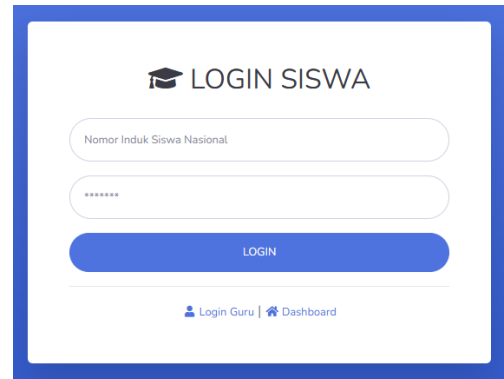 LOGIN SISWA
Nomor Induk Siswa Nasional
*******
LOGIN
Login Guru | Dashboard